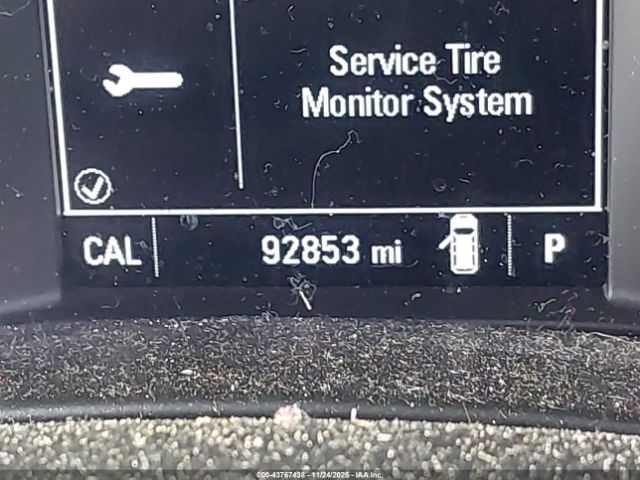 Service Tire
Monitor System
CAL 92853 mi P
000-43767438 - 11/24/2025 - IAA Inc.